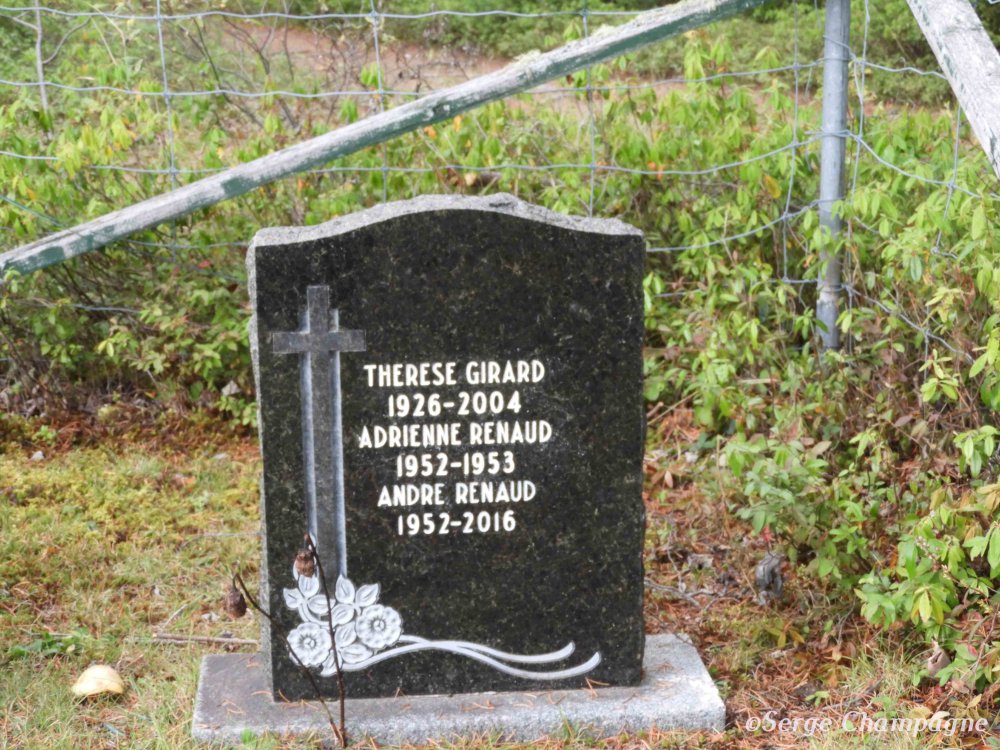 THERESE GIRARD
1926-2004
ADRIENNE RENAUD
1952-1953
ANDRE RENAUD
1952-2016
©Serge Champagne